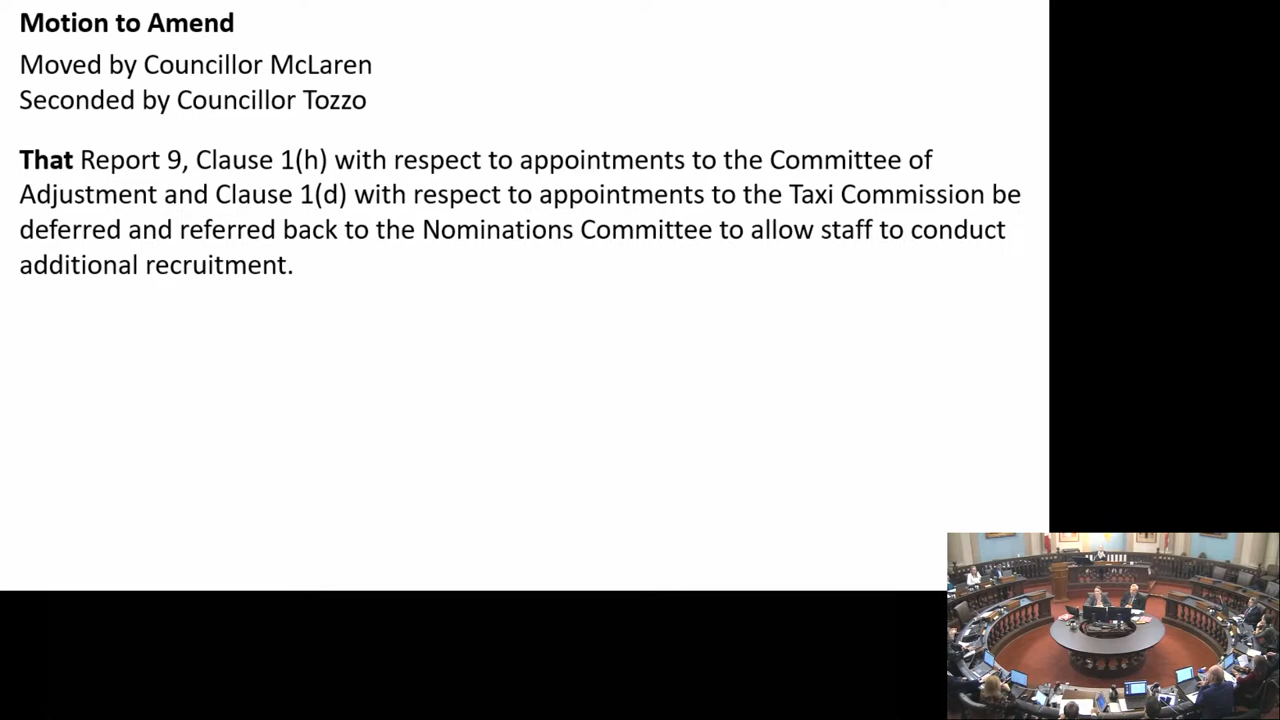 Motion to Amend
Moved by Councillor McLaren
Seconded by Councillor Tozzo
That Report 9, Clause 1(h) with respect to appointments to the Committee of
Adjustment and Clause 1(d) with respect to appointments to the Taxi Commission be
deferred and referred back to the Nominations Committee to allow staff to conduct
additional recruitment.